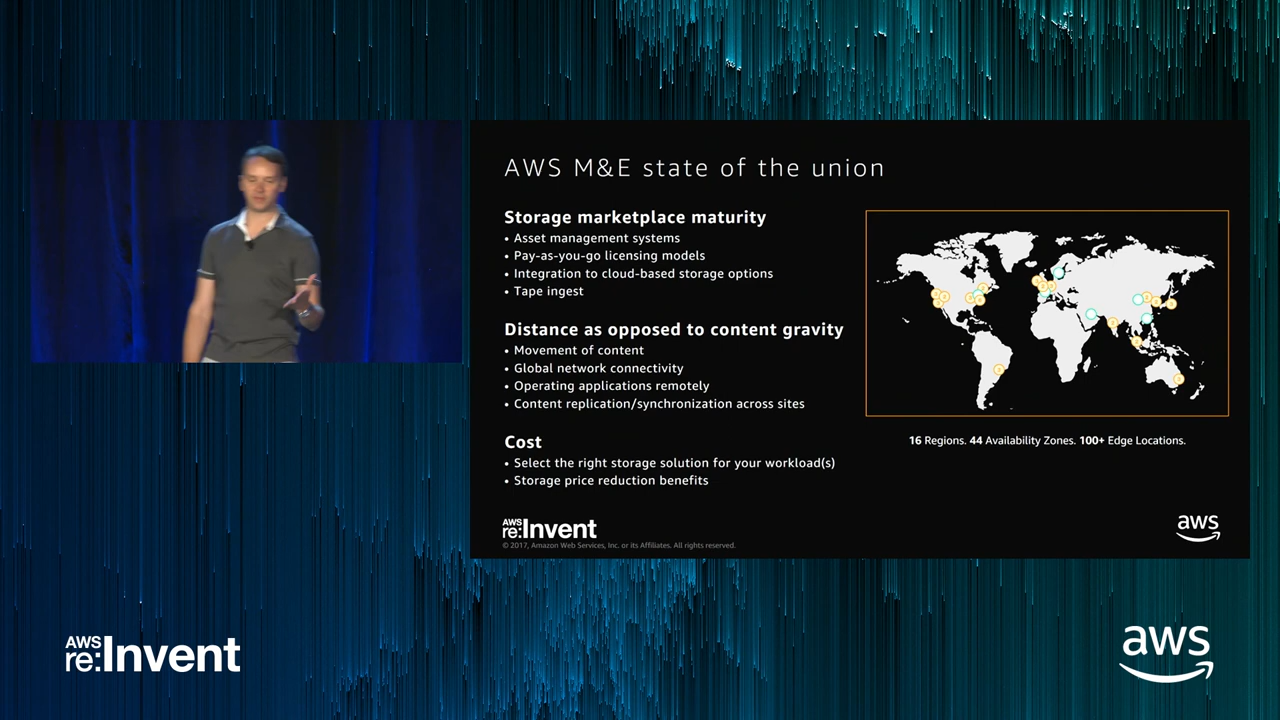 AWS M&E state of the union
Storage marketplace maturity
• Asset management systems
• Pay-as-you-go licensing models
• Integration to cloud-based storage options
• Tape ingest
Distance as opposed to content gravity
• Movement of content
• Global network connectivity
• Operating applications remotely
• Content replication/synchronization across sites
Cost
• Select the right storage solution for your workload(s)
• Storage price reduction benefits
16 Regions. 44 Availability Zones. 100+ Edge Locations.
AWS
re:Invent
© 2017, Amazon Web Services, Inc. or its Affiliates. All rights reserved.
aws
AWS
re:Invent
aws